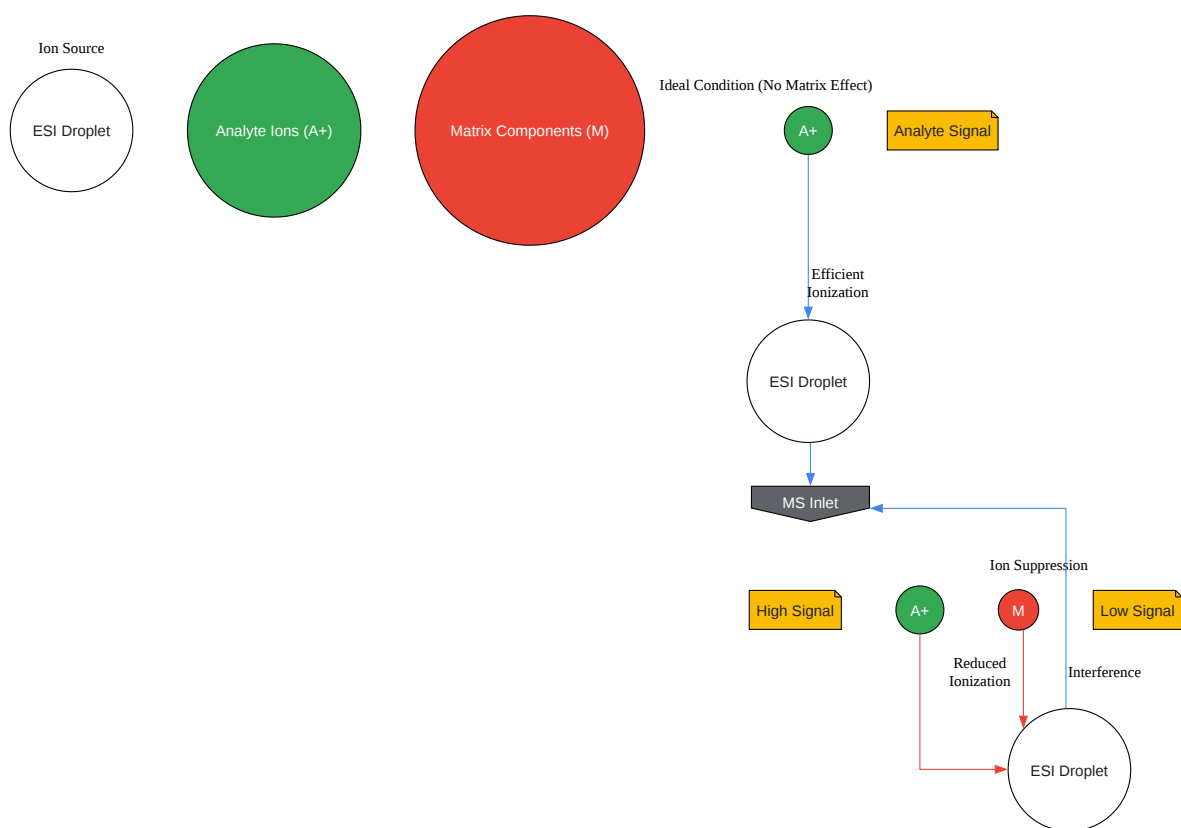 Ion Source
ESI Droplet
Analyte Ions (A+)
Matrix Components (M)
Ideal Condition (No Matrix Effect)
A+
Analyte Signal
Efficient
Ionization
ESI Droplet
MS Inlet
Ion Suppression
High Signal
A+
M
Low Signal
Reduced
Ionization
Interference
ESI Droplet